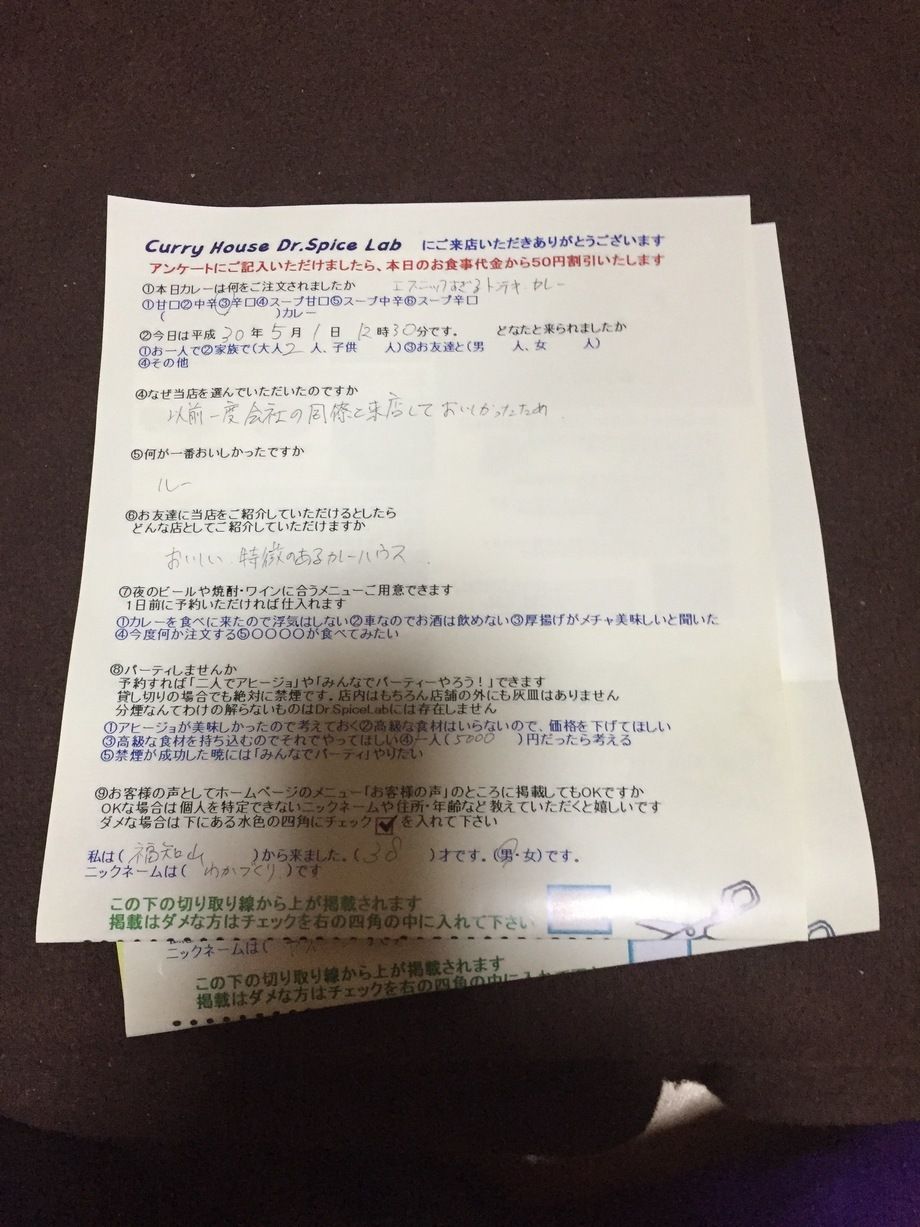 Curry House Dr.Spice Lab にご来店いただきありがとうございます
アンケートにご記入いただけましたら、本日のお食事代金から50円割引いたします
①本日カレーは何をご注文されましたか エスニックすぎるトンテキカレー
①甘口②中辛③辛口④スープ甘口⑤スープ中辛⑥スープ辛口
( )カレー
②今日は平成30年5月1日 12時30分です。 どなたと来られましたか
①お一人で②家族で(大人2人、子供 人)③お友達と(男 人、女 人)
④その他
④なぜ当店を選んでいただいたのですか
以前一度会社の同僚と来店しておいしかったため
⑤何が一番おいしかったですか
ルー
⑥お友達に当店をご紹介していただけるとしたら
どんな店としてご紹介していただけますか
おいしい、特徴のあるカレーハウス
⑦夜のビールや焼酎・ワインに合うメニューご用意できます
1日前に予約いただければ仕入れます
①カレーを食べに来たので浮気はしない②車なのでお酒は飲めない③厚揚げがメチャ美味しいと聞いた
④今度何か注文する⑤〇〇〇〇が食べてみたい
⑧パーティしませんか
予約すれば「二人でアヒージョ」や「みんなでパーティーやろう!」できます
貸し切りの場合でも絶対に禁煙です。店内はもちろん店舗の外にも灰皿はありません
分煙なんてわけの解らないものはDr.SpiceLabには存在しません
①アヒージョが美味しかったので考えておく②高級な食材はいらないので、価格を下げてほしい
③高級な食材を持ち込むのでそれでやってほしい④一人(5000 )円だったら考える
⑤禁煙が成功した暁には「みんなでパーティ」やりたい
⑨お客様の声としてホームページのメニュー「お客様の声」のところに掲載してもOKですか
OKな場合は個人を特定できないニックネームや住所・年齢など教えていただくと嬉しいです
ダメな場合は下にある水色の四角にチェック を入れて下さい
私は( 福知山 )から来ました。( 38 )才です。(男・女)です。
ニックネームは( わかづくり )です
この下の切り取り線から上が掲載されます
掲載はダメな方はチェックを右の四角の中に入れて下さい
ニックネームは(
この下の切り取り線から上が掲載されます
掲載はダメな方はチェックを右の四角の中に入れて下